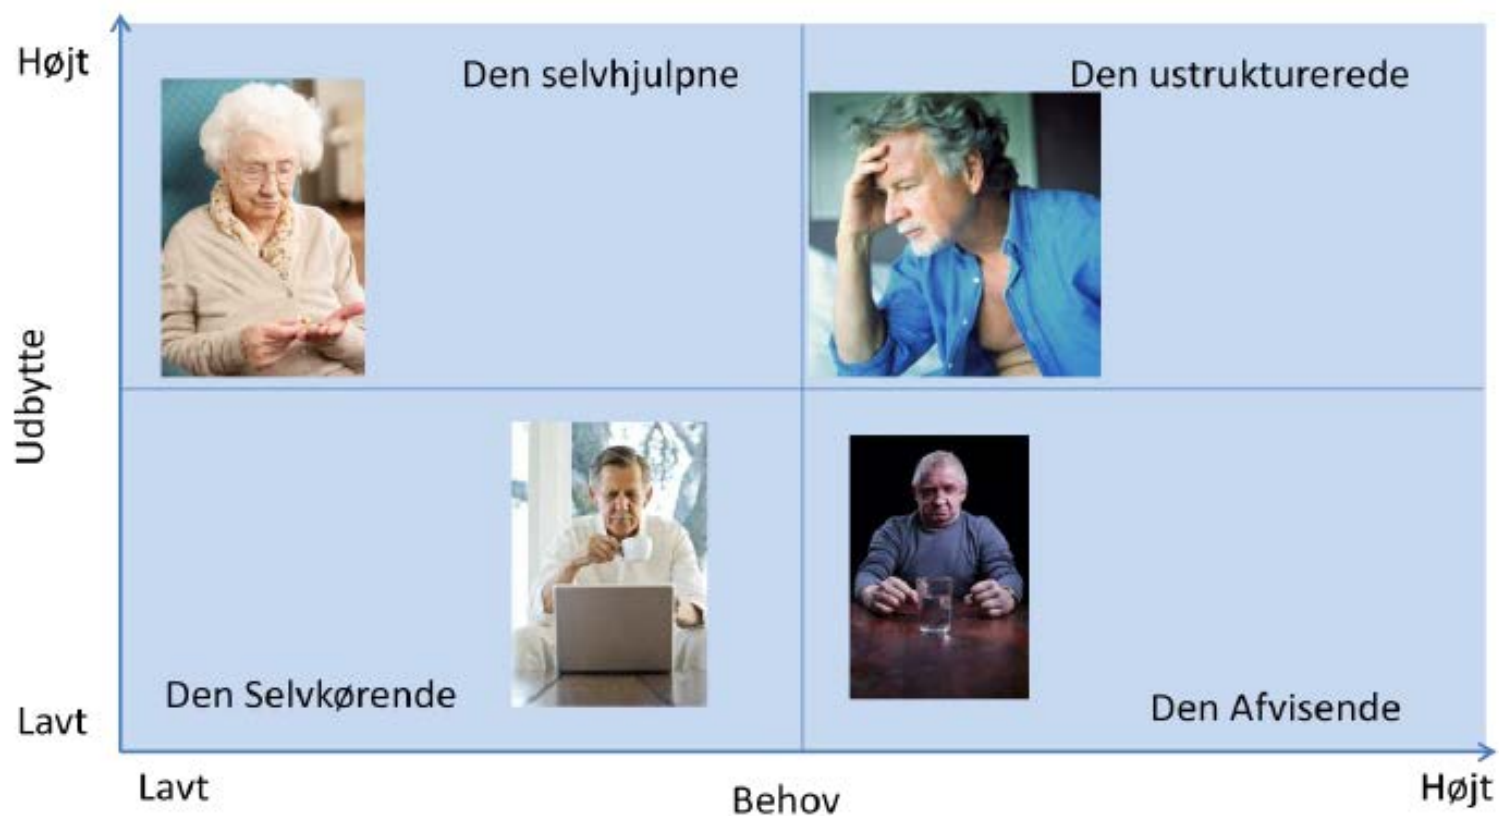 Højt
Den selvhjulpne
Den ustrukturerede
Udbytte
Den Selvkørende
Den Afvisende
Lavt
Lavt
Behov
Højt